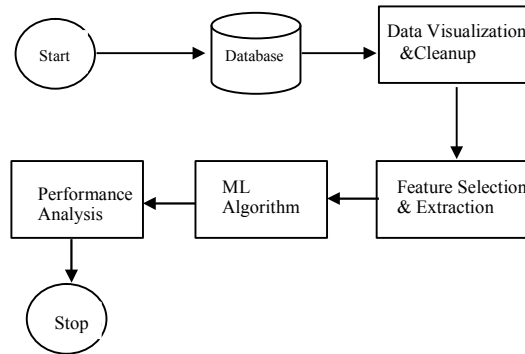 Start
Database
Data Visualization
&Cleanup
Feature Selection
& Extraction
ML
Algorithm
Performance
Analysis
Stop